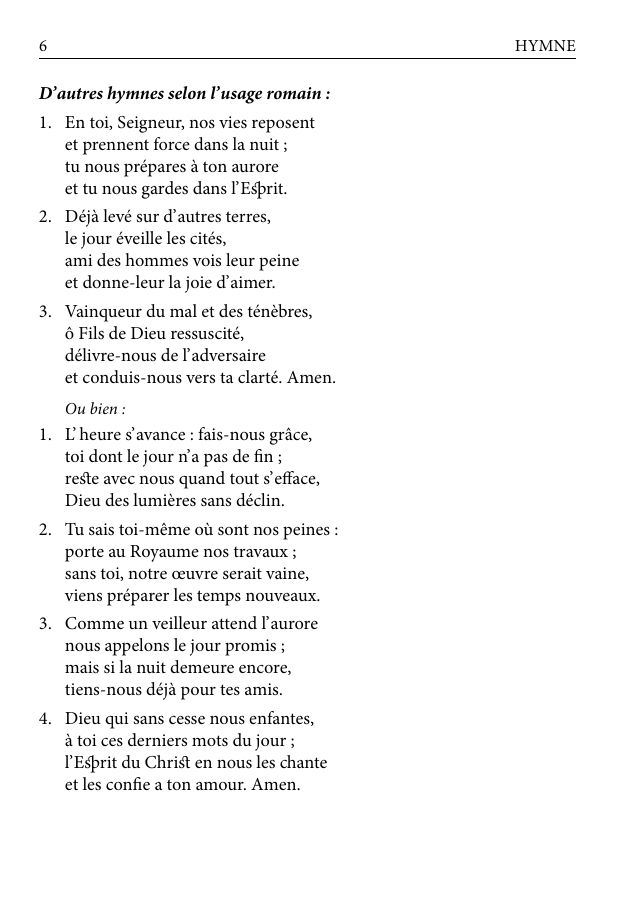 6 HYMNE
D’autres hymnes selon l’usage romain :
1. En toi, Seigneur, nos vies reposent
et prennent force dans la nuit ;
tu nous prépares à ton aurore
et tu nous gardes dans l’Esprit.
2. Déjà levé sur d’autres terres,
le jour éveille les cités,
ami des hommes vois leur peine
et donne-leur la joie d’aimer.
3. Vainqueur du mal et des ténèbres,
ô Fils de Dieu ressuscité,
délivre-nous de l’adversaire
et conduis-nous vers ta clarté. Amen.
Ou bien :
1. L’ heure s’avance : fais-nous grâce,
toi dont le jour n’a pas de fin ;
reste avec nous quand tout s’efface,
Dieu des lumières sans déclin.
2. Tu sais toi-même où sont nos peines :
porte au Royaume nos travaux ;
sans toi, notre œuvre serait vaine,
viens préparer les temps nouveaux.
3. Comme un veilleur attend l’aurore
nous appelons le jour promis ;
mais si la nuit demeure encore,
tiens-nous déjà pour tes amis.
4. Dieu qui sans cesse nous enfantes,
à toi ces derniers mots du jour ;
l’Esprit du Christ en nous les chante
et les confie a ton amour. Amen.